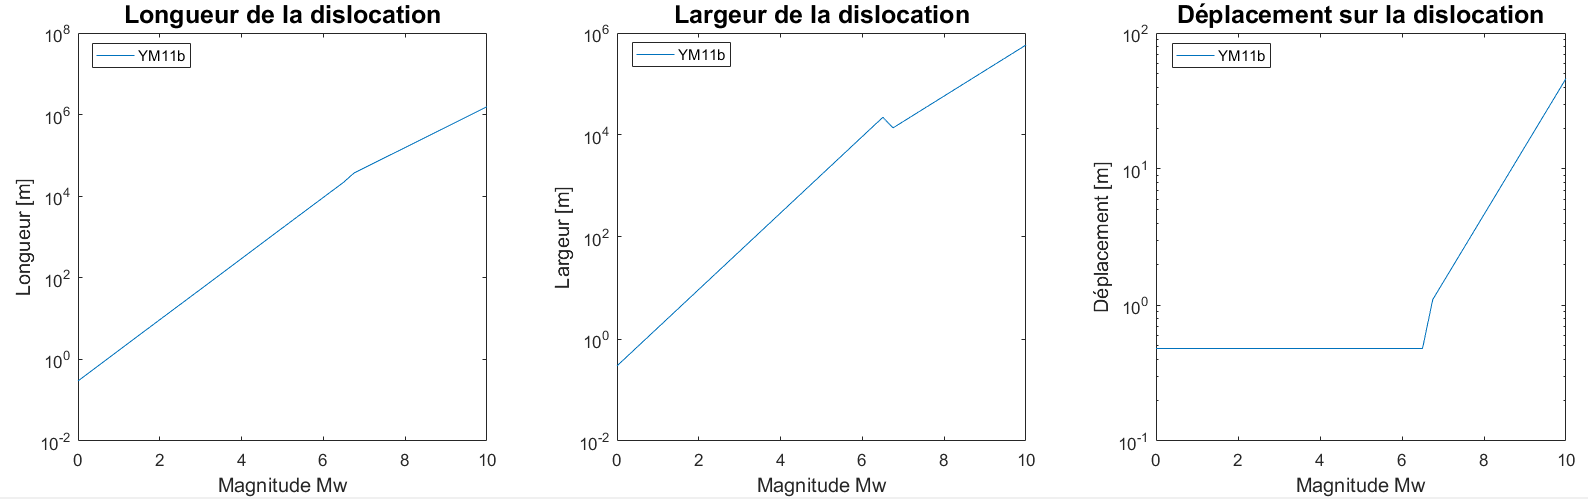 Longueur de la dislocation
10^8
YM11b
10^6
10^4
10^2
10^0
10^-2
0 2 4 6 8 10
Longueur [m]
Magnitude Mw
Largeur de la dislocation
10^6
YM11b
10^4
10^2
10^0
10^-2
0 2 4 6 8 10
Largeur [m]
Magnitude Mw
Déplacement sur la dislocation
10^2
YM11b
10^1
10^0
10^-1
0 2 4 6 8 10
Déplacement [m]
Magnitude Mw